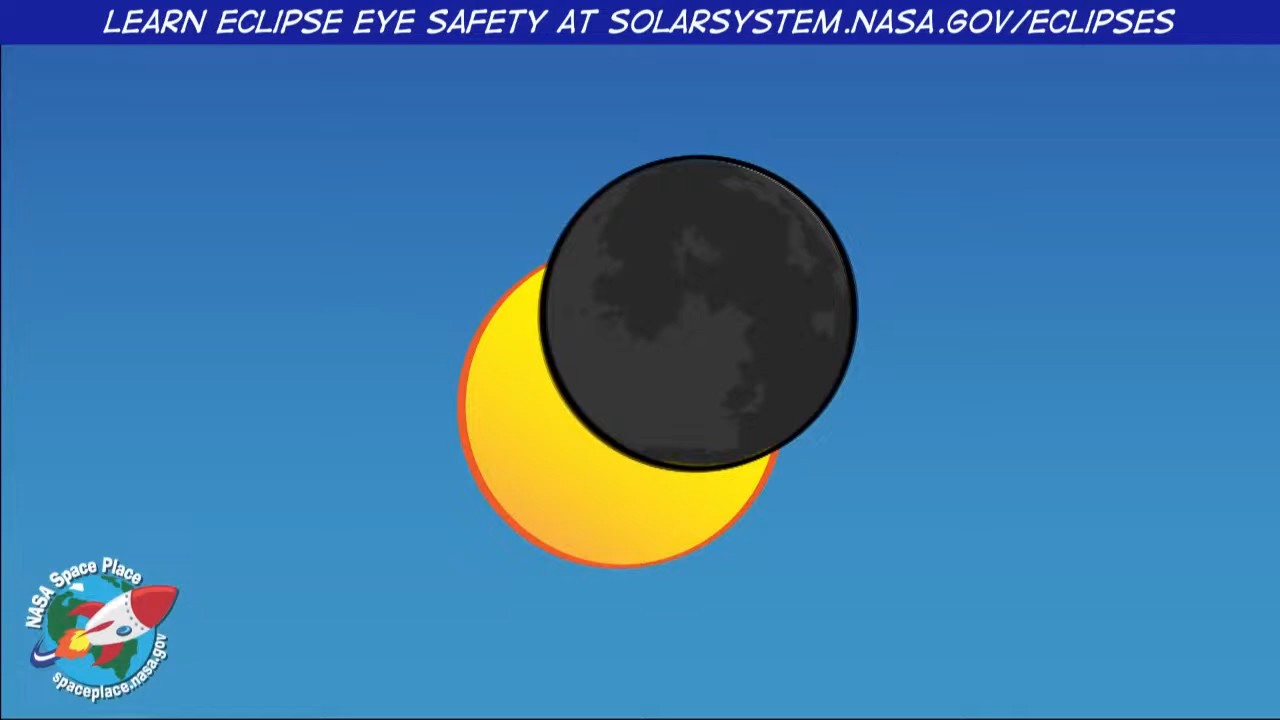 LEARN ECLIPSE EYE SAFETY AT SOLARSYSTEM.NASA.GOV/ECLIPSES
NASA Space Place
spaceplace.nasa.gov